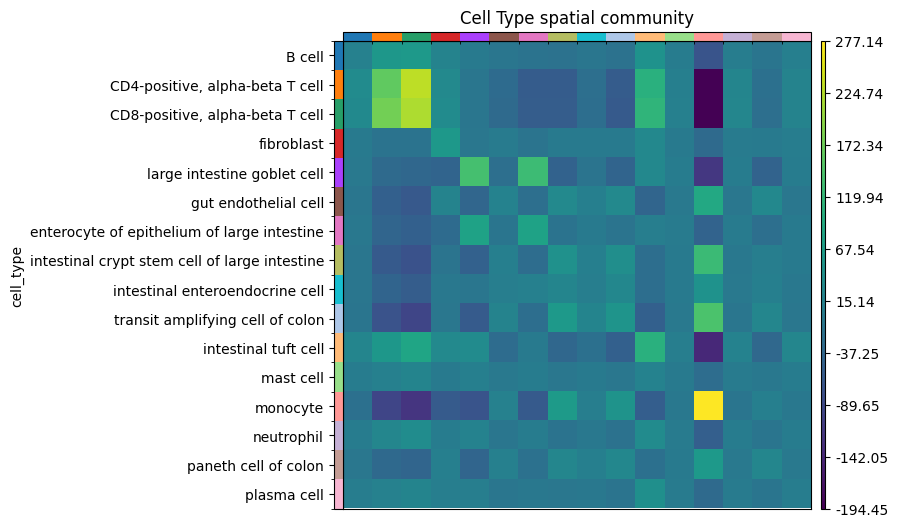 Cell Type spatial community
B cell
CD4-positive, alpha-beta T cell
CD8-positive, alpha-beta T cell
fibroblast
large intestine goblet cell
gut endothelial cell
enterocyte of epithelium of large intestine
intestinal crypt stem cell of large intestine
intestinal enteroendocrine cell
transit amplifying cell of colon
intestinal tuft cell
mast cell
monocyte
neutrophil
paneth cell of colon
plasma cell
cell_type
277.14
224.74
172.34
119.94
67.54
15.14
-37.25
-89.65
-142.05
-194.45